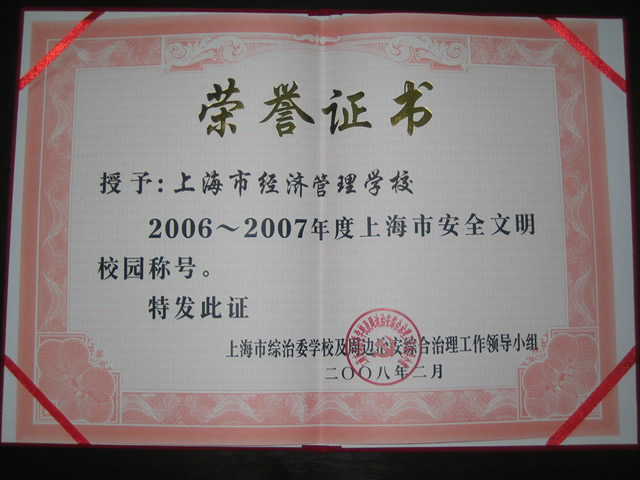 荣誉证书
授予：上海市经济管理学校
2006～2007年度上海市安全文明
校园称号。
特发此证
上海市综治委学校及周边治安综合治理工作领导小组
二〇〇八年二月